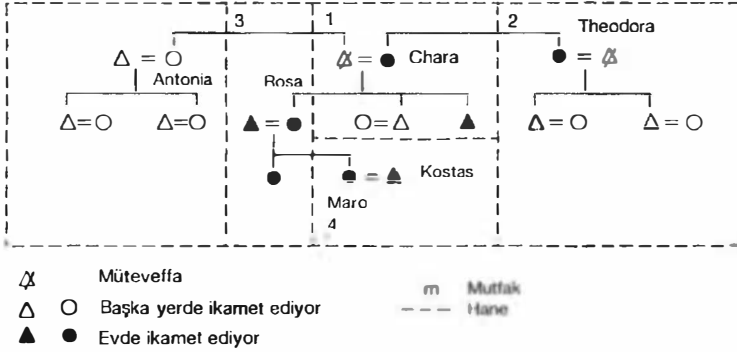 3 1 2 Theodora
Chara
Antonia Rosa
Kostas
Maro
4
Müteveffa
Başka yerde ikamet ediyor
Evde ikamet ediyor
Mutfak
Hane